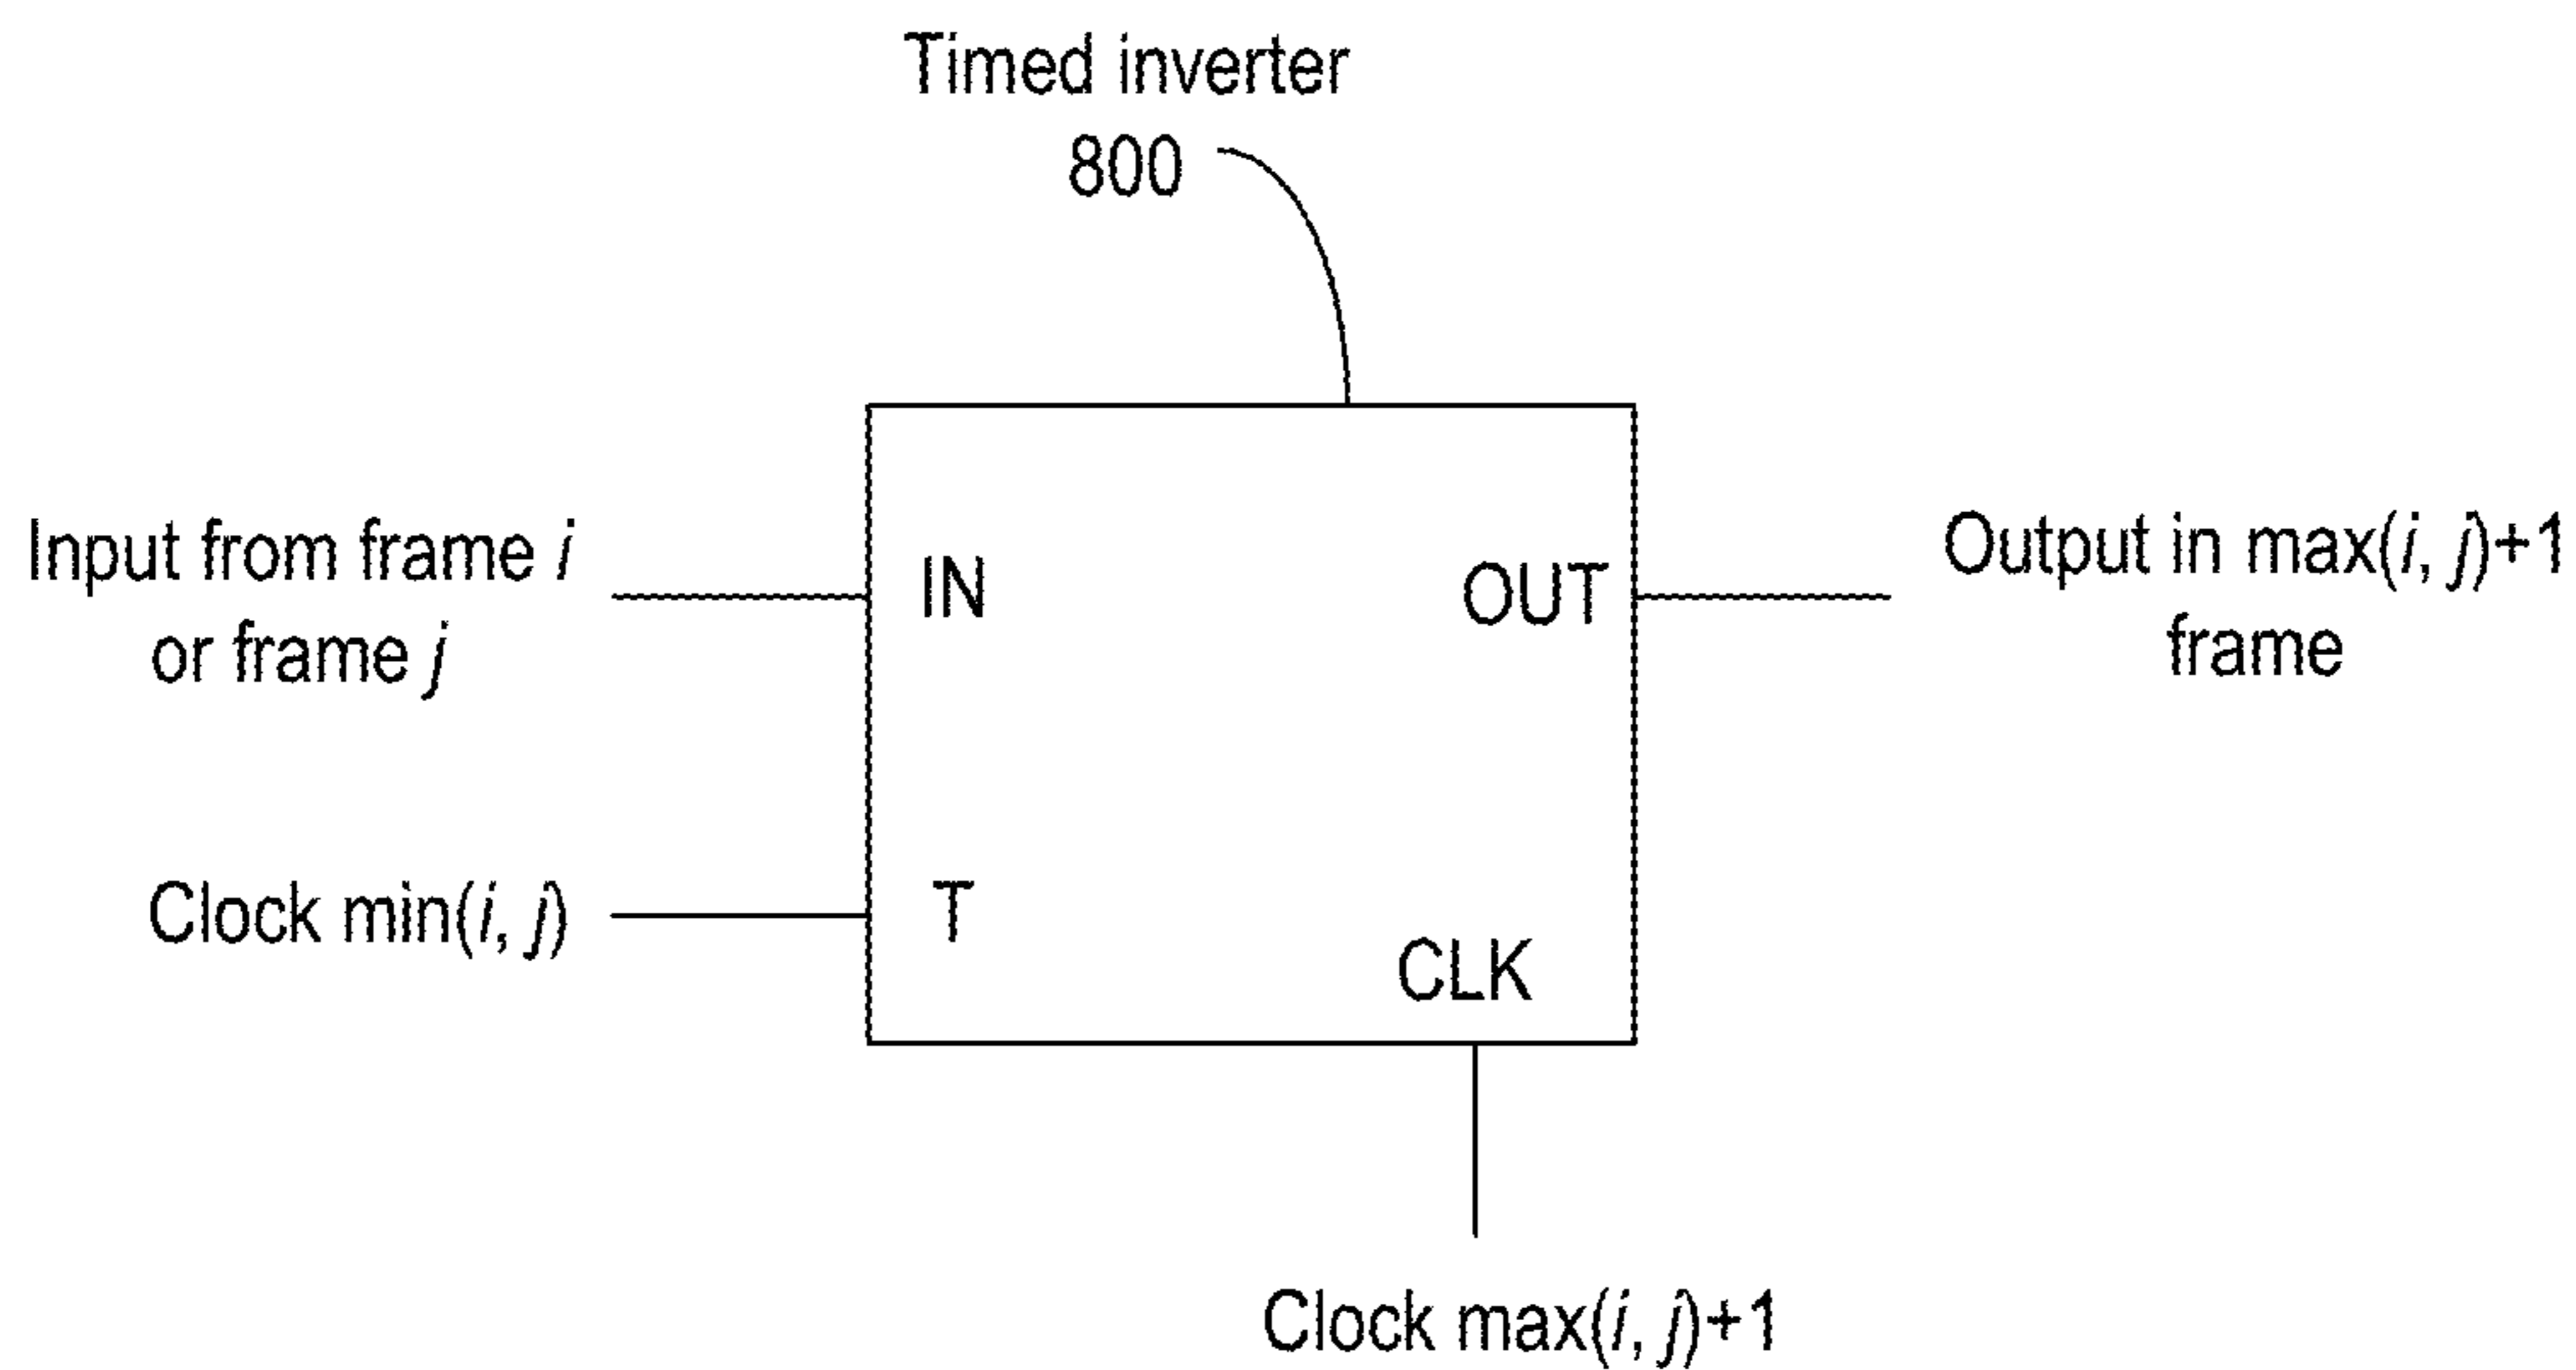 Timed inverter
800
Input from frame i
or frame j
IN
OUT
Output in max(i, j)+1
frame
Clock min(i, j)
T
CLK
Clock max(i, j)+1